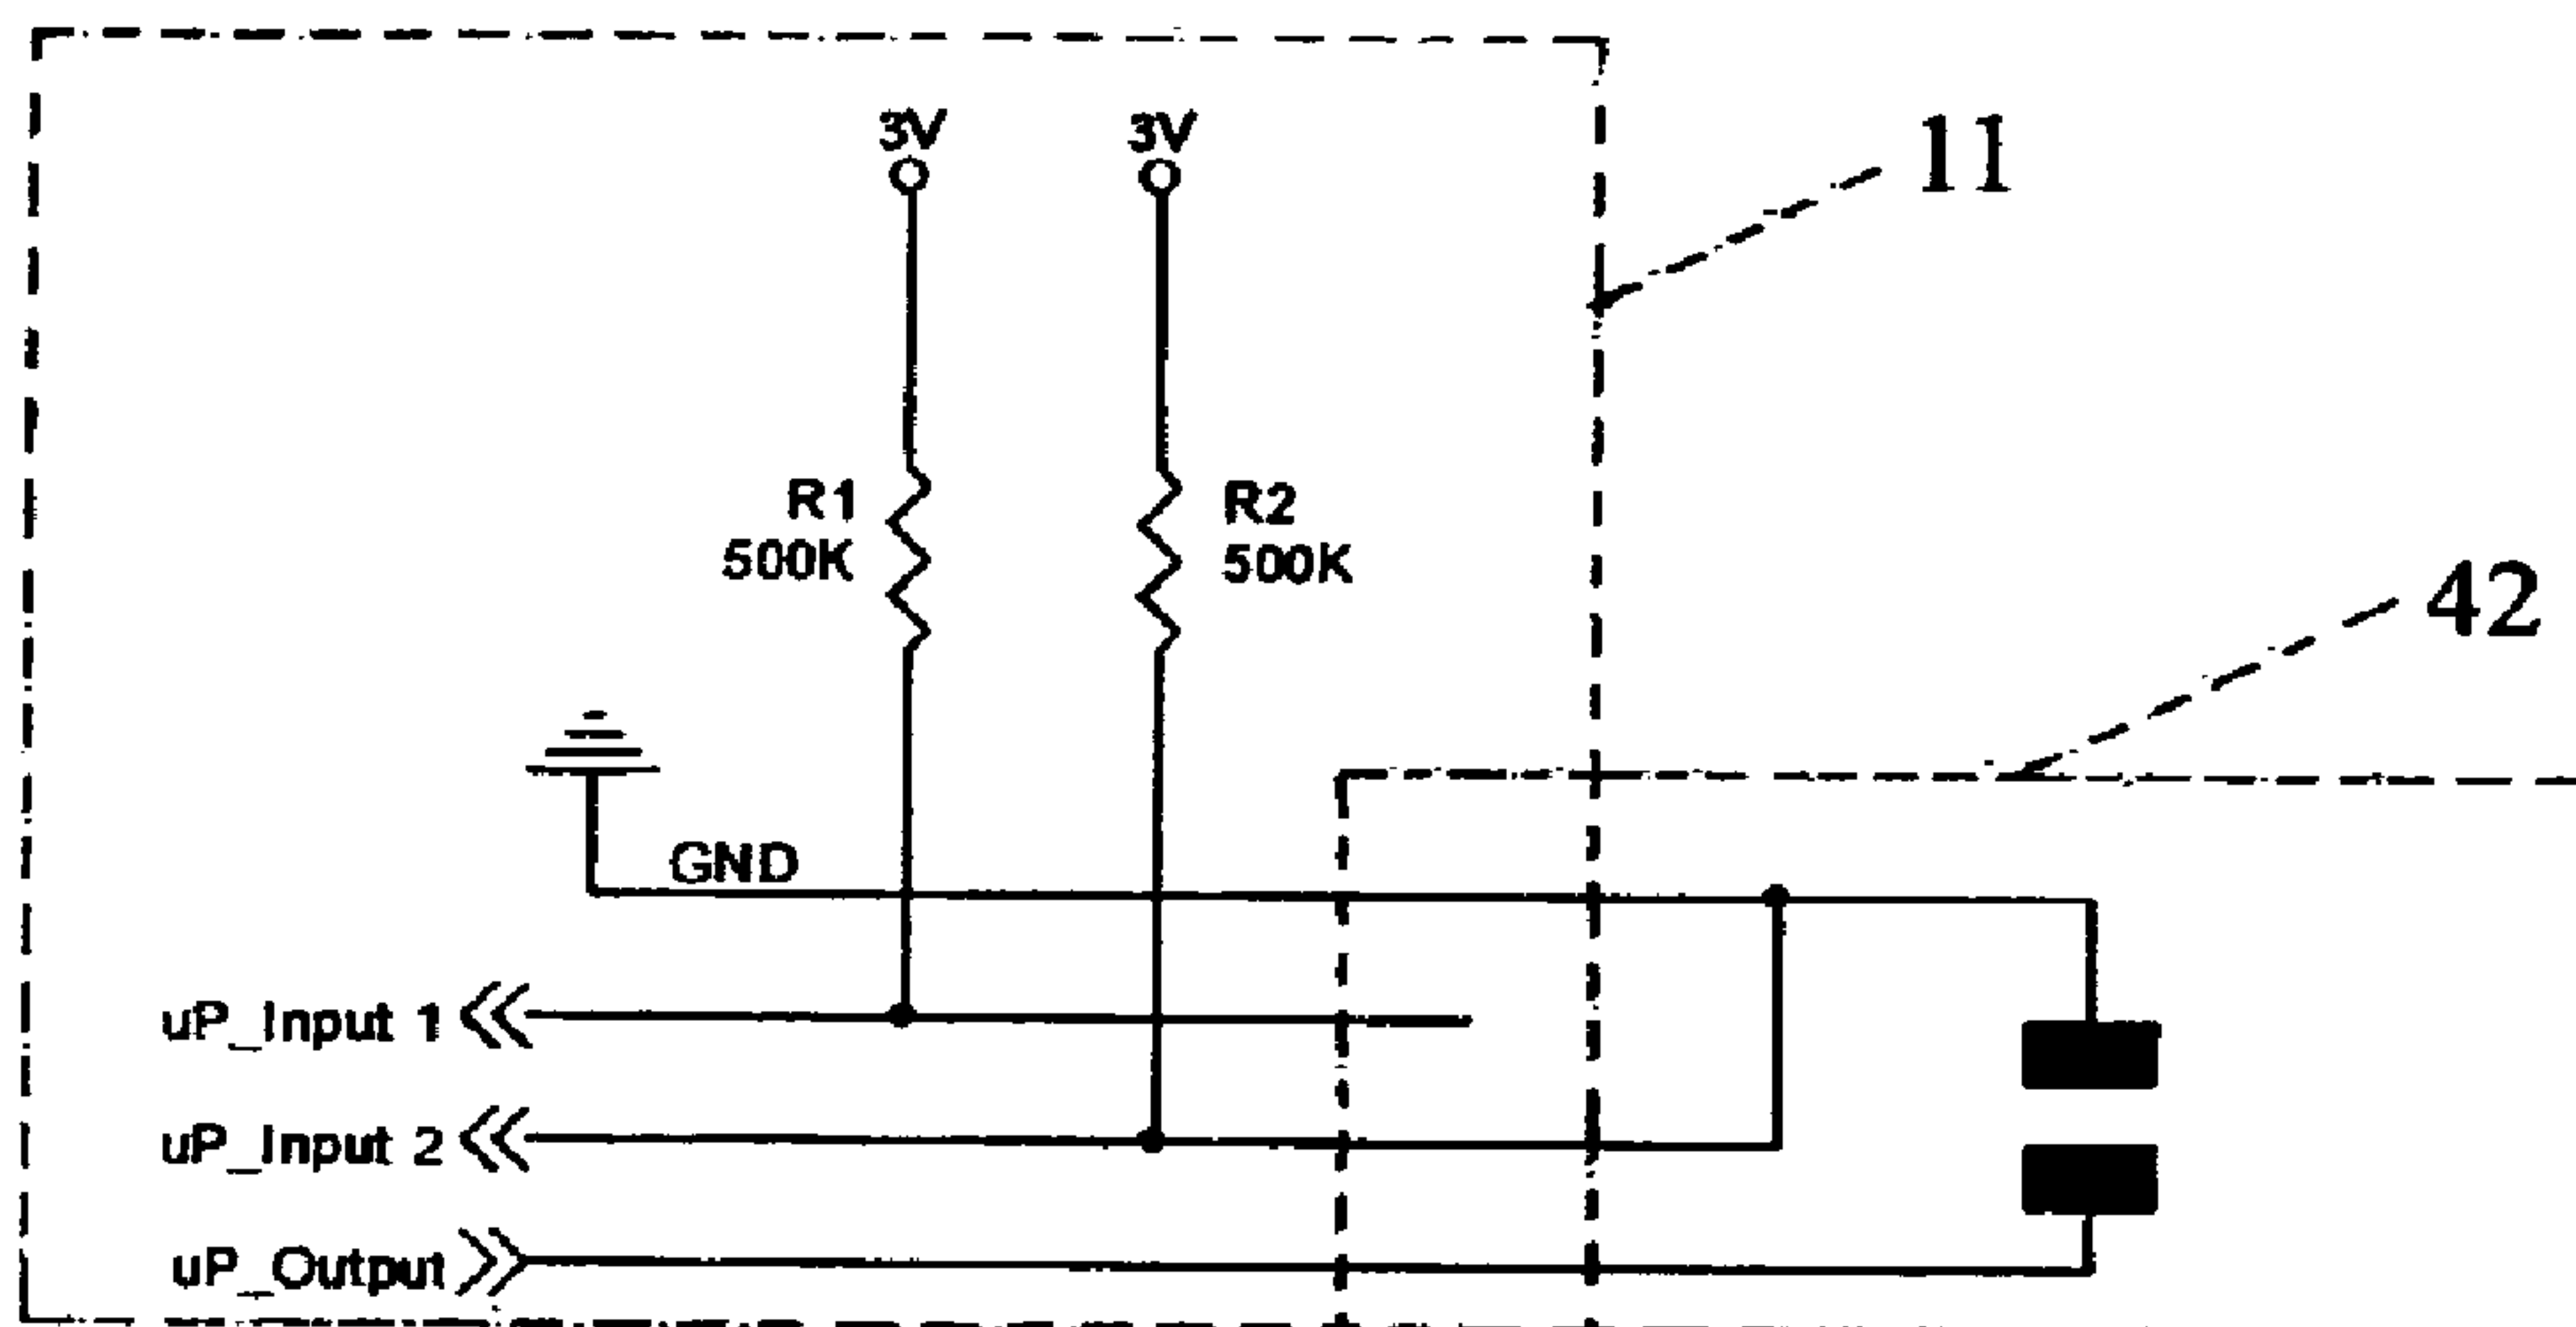 3V
3V
11
R1
500K
R2
500K
42
GND
uP_Input 1
uP_Input 2
uP_Output